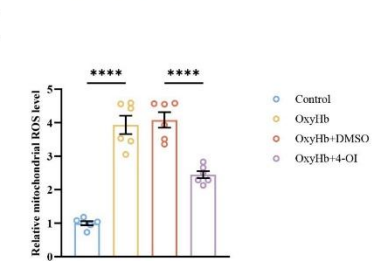 **** ****
Relative mitochondrial ROS level
5
4
3
2
1
0
Control
OxyHb
OxyHb+DMSO
OxyHb+4-OI